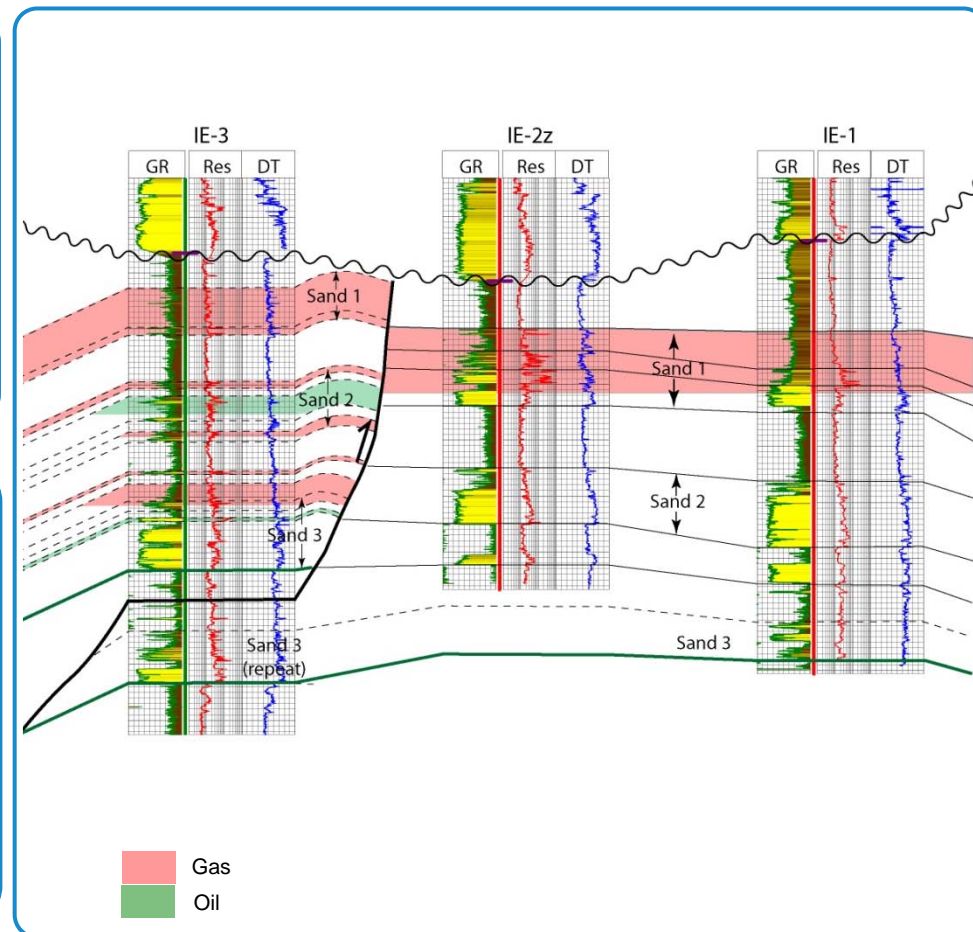 IE-3
IE-2z
IE-1
GR Res DT
GR Res DT
GR Res DT
Sand 1
Sand 1
Sand 2
Sand 2
Sand 3
Sand 3
(repeat)
Sand 3
Gas
Oil